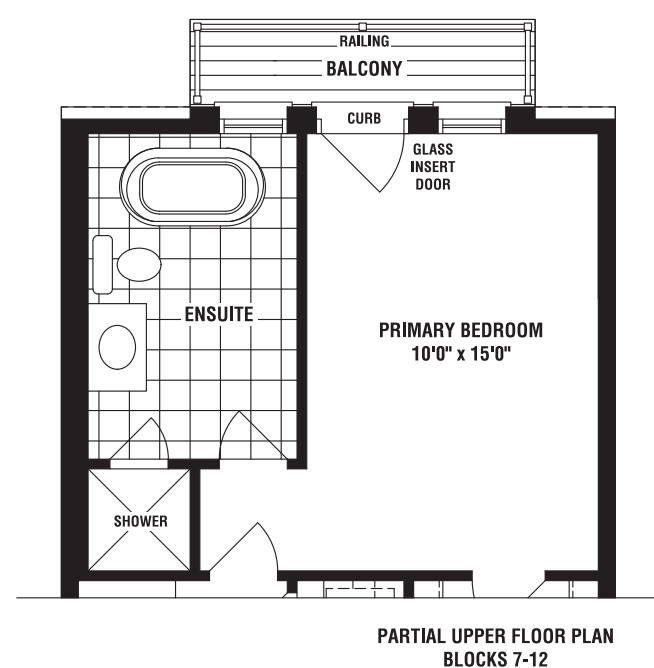 RAILING
BALCONY
CURB
GLASS
INSERT
DOOR
ENSUITE
PRIMARY BEDROOM
10'0" x 15'0"
SHOWER
PARTIAL UPPER FLOOR PLAN
BLOCKS 7-12